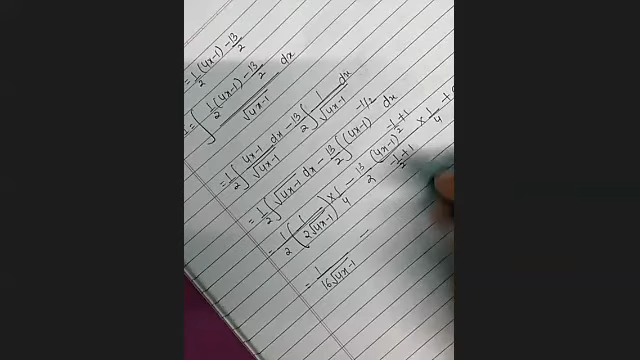 = 1/2 (4x-1) - 13/2
= ∫ (1/2 (4x-1) - 13/2) / √(4x-1) dx
= 1/2 ∫ (4x-1)/√(4x-1) dx - 13/2 ∫ 1/√(4x-1) dx
= 1/2 ∫ √(4x-1) dx - 13/2 ∫ (4x-1)^(-1/2) dx
= 1/2 (1/(2√(4x-1))) × 1/4 - 13/2 (4x-1)^(-1/2+1) / (-1/2+1) × 1/4 +
= 1/(16√(4x-1)) -